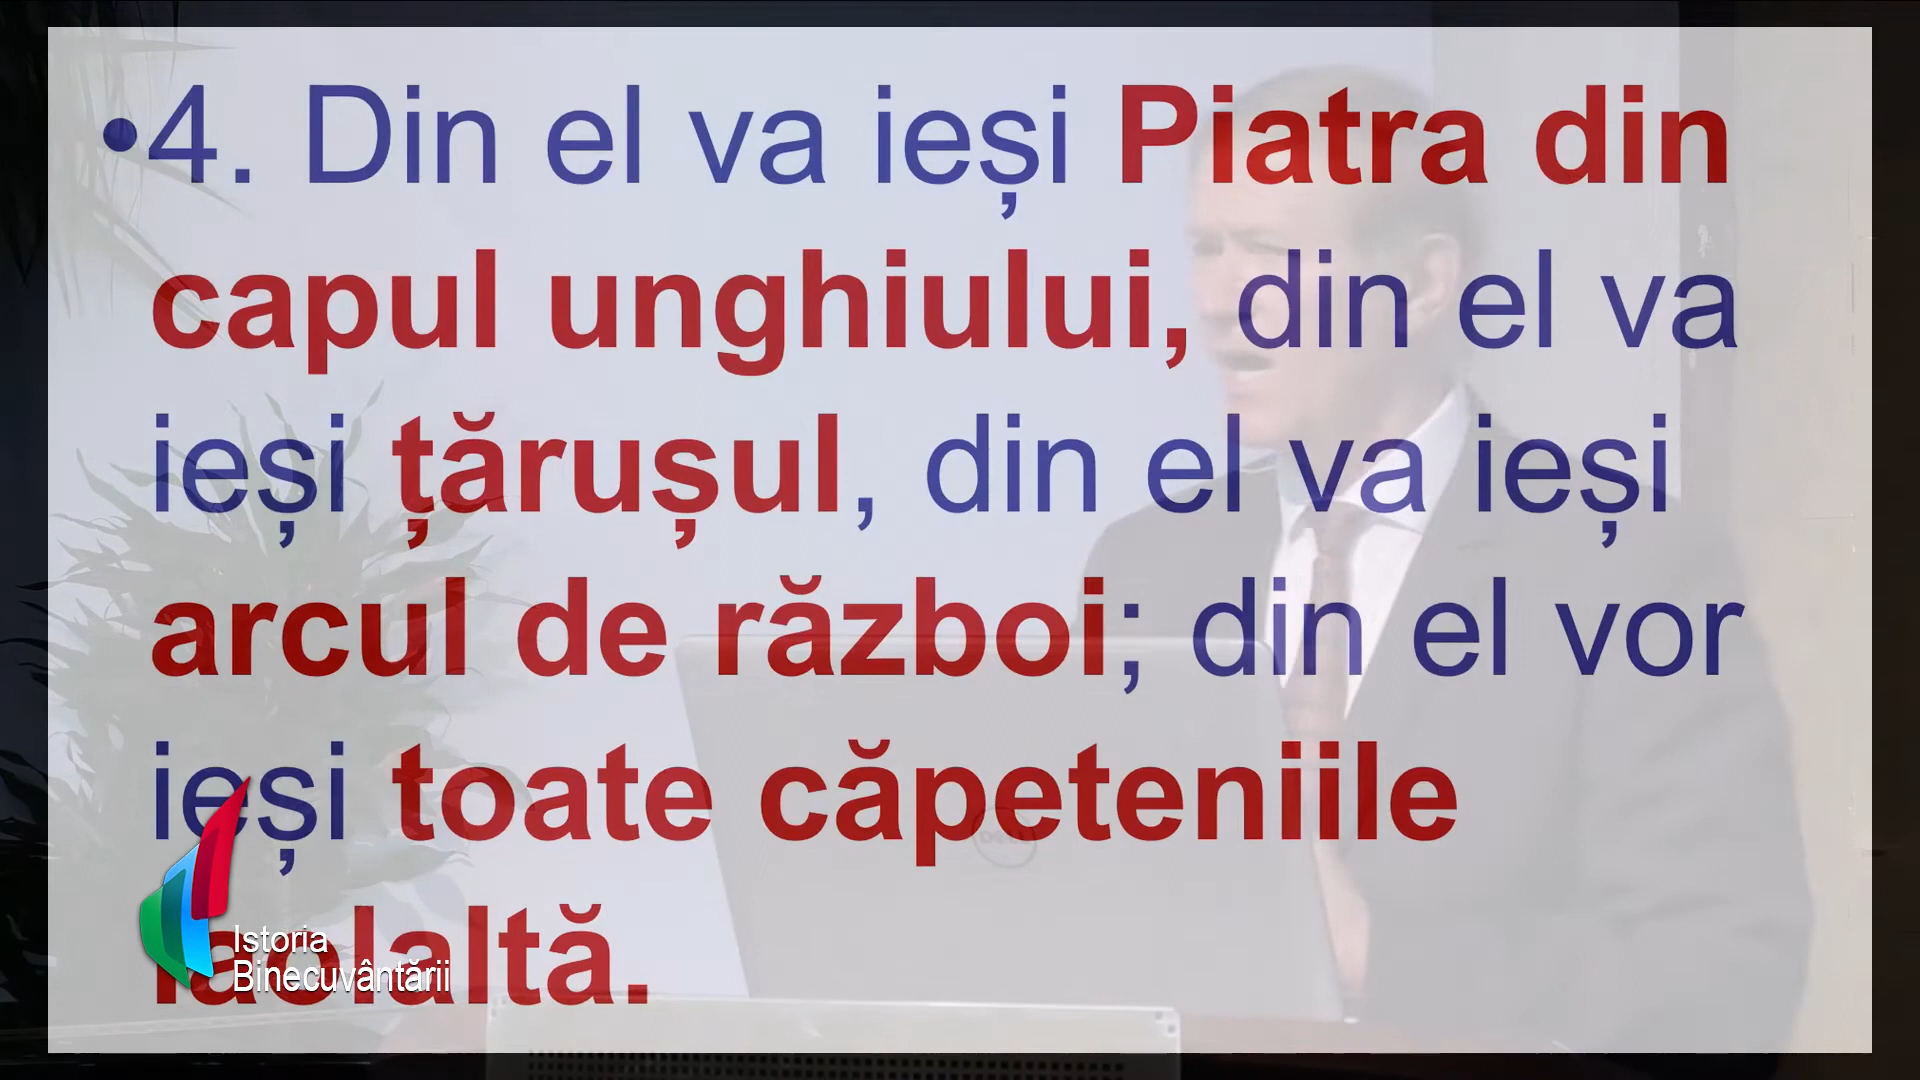 •4. Din el va ieși Piatra din
capul unghiului, din el va
ieși țărușul, din el va ieși
arcul de război; din el vor
ieși toate căpeteniile
laolaltă.
Istoria
Binecuvântării
DELL